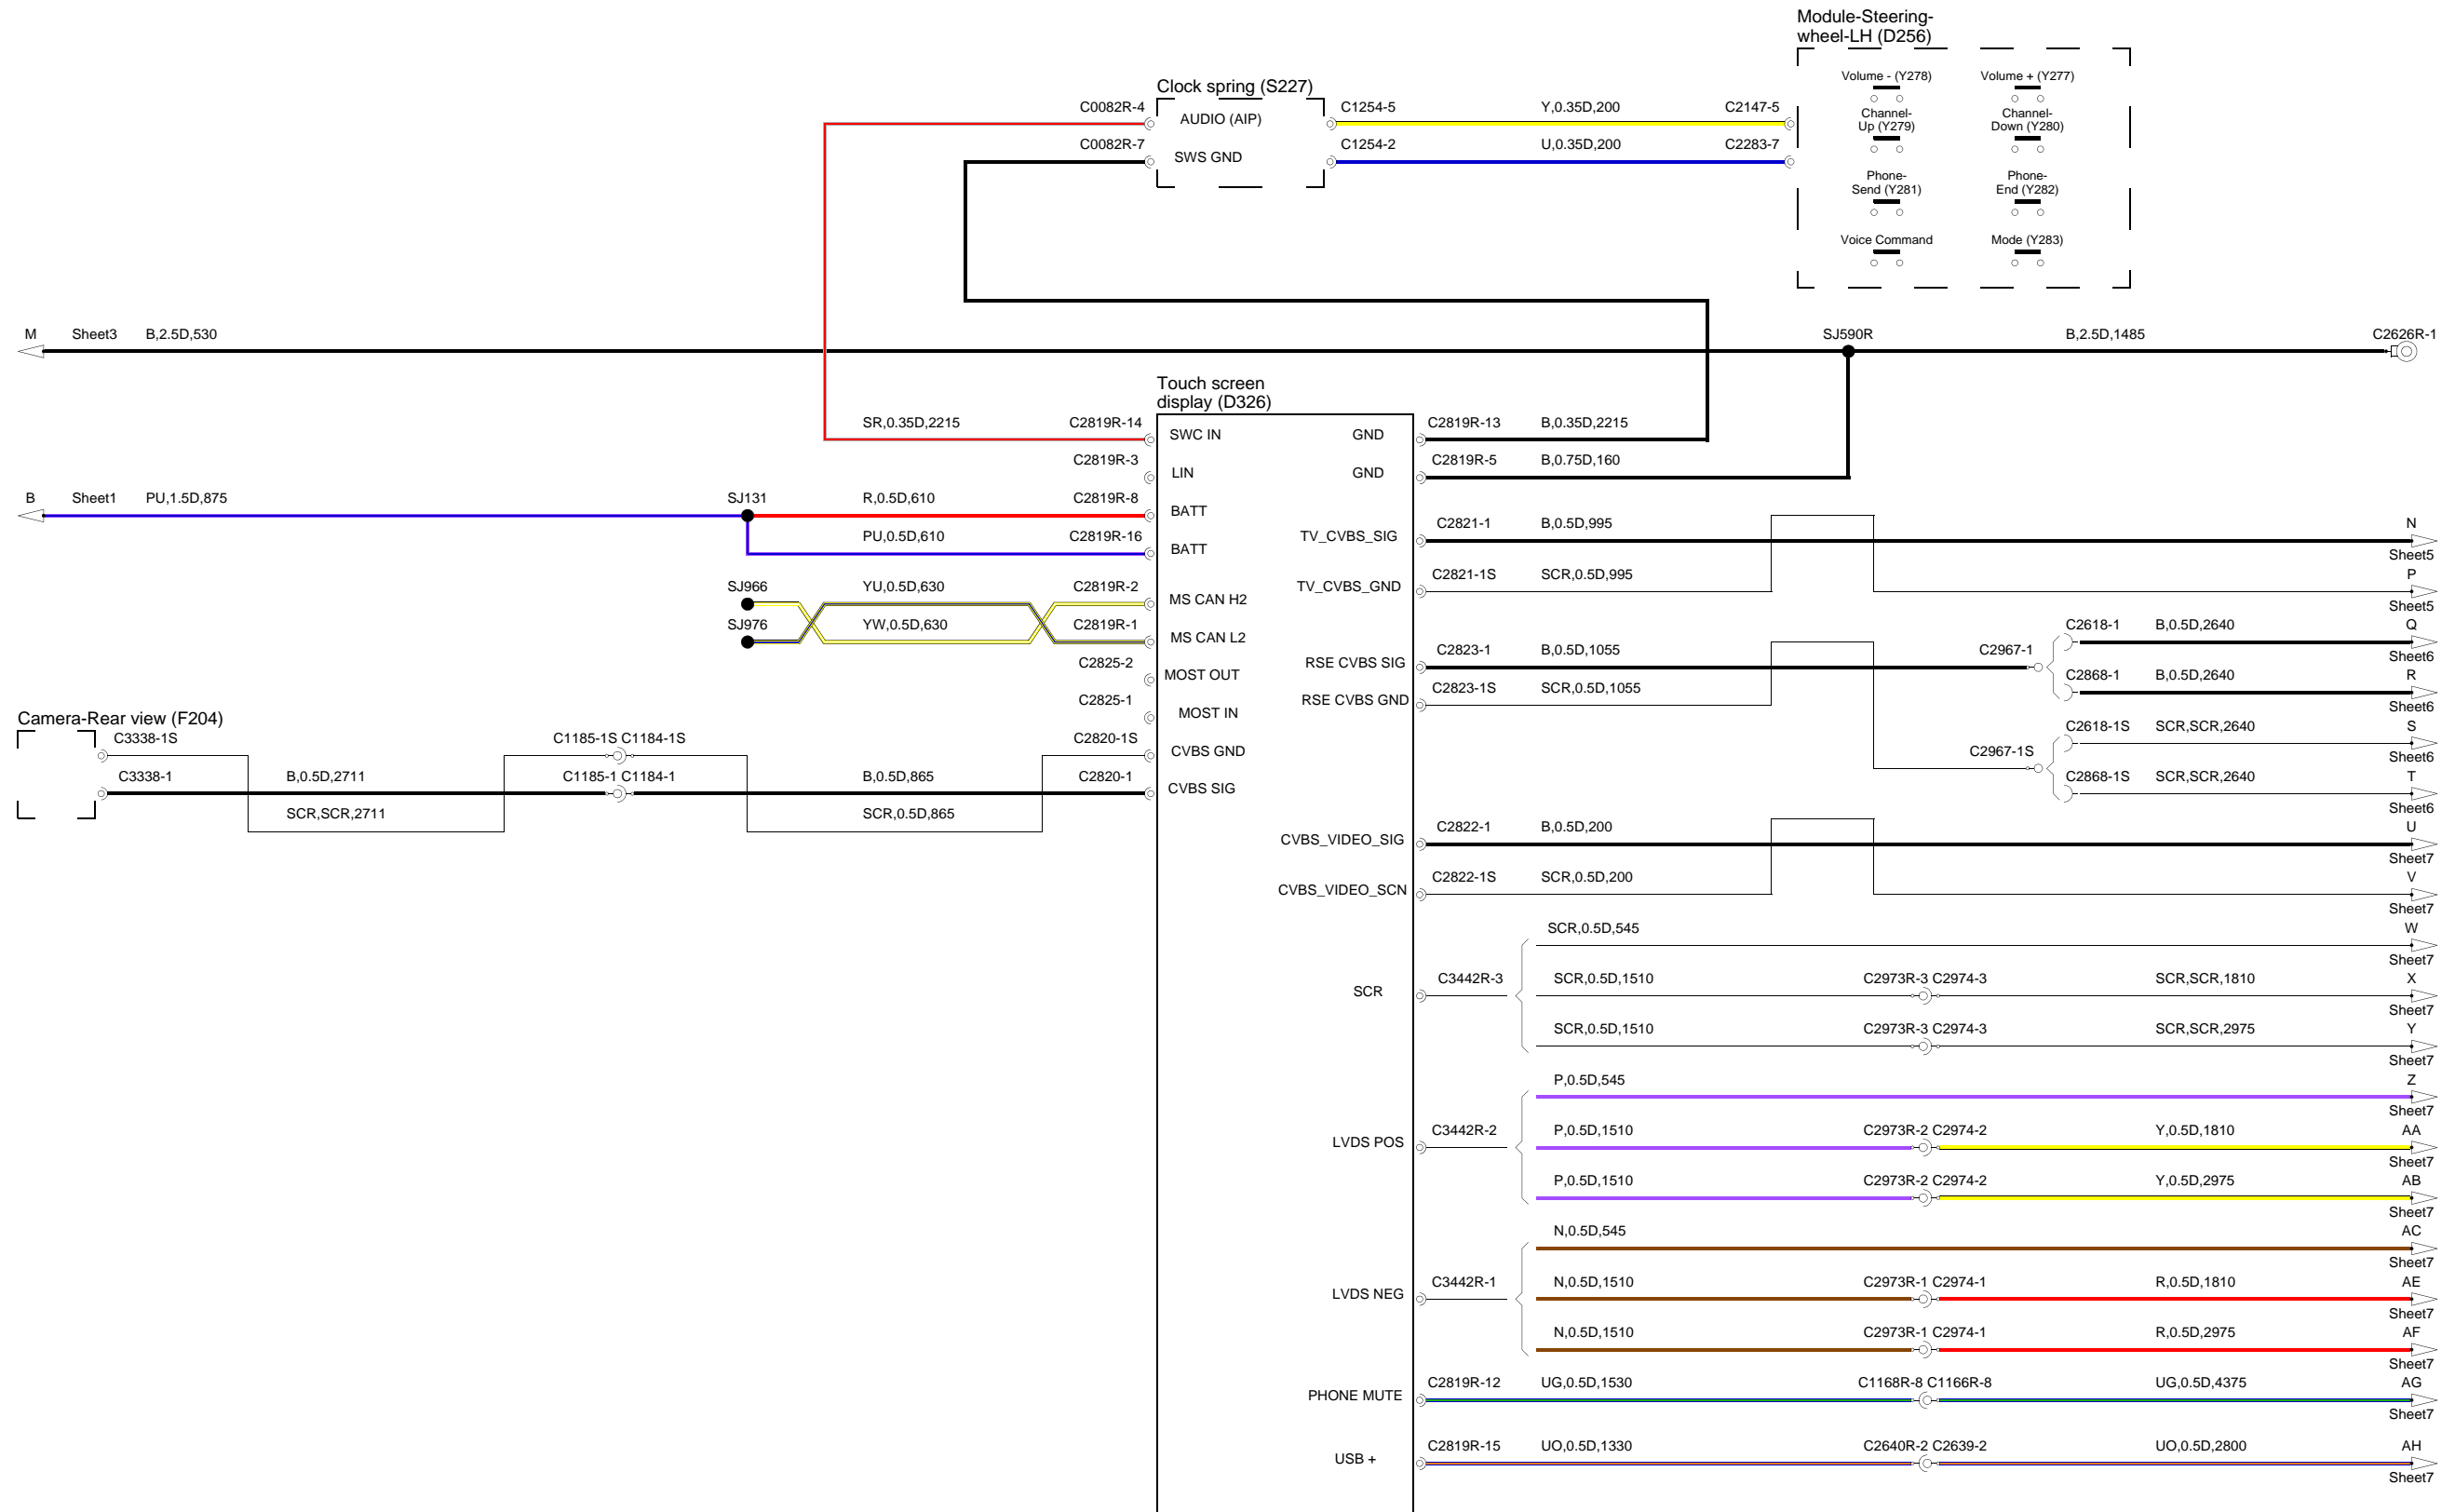 Module-Steering-
wheel-LH (D256)
Volume - (Y278) Volume + (Y277)
Channel-
Up (Y279)
Channel-
Down (Y280)
Phone-
Send (Y281)
Phone-
End (Y282)
Voice Command Mode (Y283)
Clock spring (S227)
C0082R-4 AUDIO (AIP) C1254-5 Y,0.35D,200 C2147-5
C0082R-7 SWS GND C1254-2 U,0.35D,200 C2283-7
M Sheet3 B,2.5D,530 SJ590R B,2.5D,1485 C2626R-1
Touch screen
display (D326)
SR,0.35D,2215 C2819R-14 SWC IN GND C2819R-13 B,0.35D,2215
C2819R-3 LIN GND C2819R-5 B,0.75D,160
B Sheet1 PU,1.5D,875 SJ131 R,0.5D,610 C2819R-8 BATT
PU,0.5D,610 C2819R-16 BATT
TV_CVBS_SIG C2821-1 B,0.5D,995 N
Sheet5
SJ966 YU,0.5D,630 C2819R-2 MS CAN H2
TV_CVBS_GND C2821-1S SCR,0.5D,995 P
Sheet5
SJ976 YW,0.5D,630 C2819R-1 MS CAN L2
C2618-1 B,0.5D,2640 Q
Sheet6
C2825-2 MOST OUT
RSE CVBS SIG C2823-1 B,0.5D,1055 C2967-1
C2868-1 B,0.5D,2640 R
Sheet6
C2825-1 MOST IN
RSE CVBS GND C2823-1S SCR,0.5D,1055
Camera-Rear view (F204)
C3338-1S C1185-1S C1184-1S C2820-1S CVBS GND
C2618-1S SCR,SCR,2640 S
Sheet6
C2967-1S
C3338-1 B,0.5D,2711 C1185-1 C1184-1 B,0.5D,865 C2820-1 CVBS SIG
C2868-1S SCR,SCR,2640 T
Sheet6
SCR,SCR,2711 SCR,0.5D,865
CVBS_VIDEO_SIG C2822-1 B,0.5D,200 U
Sheet7
CVBS_VIDEO_SCN C2822-1S SCR,0.5D,200 V
Sheet7
SCR,0.5D,545 W
Sheet7
SCR C3442R-3 SCR,0.5D,1510 C2973R-3 C2974-3 SCR,SCR,1810 X
Sheet7
SCR,0.5D,1510 C2973R-3 C2974-3 SCR,SCR,2975 Y
Sheet7
P,0.5D,545 Z
Sheet7
LVDS POS C3442R-2 P,0.5D,1510 C2973R-2 C2974-2 Y,0.5D,1810 AA
Sheet7
P,0.5D,1510 C2973R-2 C2974-2 Y,0.5D,2975 AB
Sheet7
N,0.5D,545 AC
Sheet7
LVDS NEG C3442R-1 N,0.5D,1510 C2973R-1 C2974-1 R,0.5D,1810 AE
Sheet7
N,0.5D,1510 C2973R-1 C2974-1 R,0.5D,2975 AF
Sheet7
PHONE MUTE C2819R-12 UG,0.5D,1530 C1168R-8 C1166R-8 UG,0.5D,4375 AG
Sheet7
USB + C2819R-15 UO,0.5D,1330 C2640R-2 C2639-2 UO,0.5D,2800 AH
Sheet7